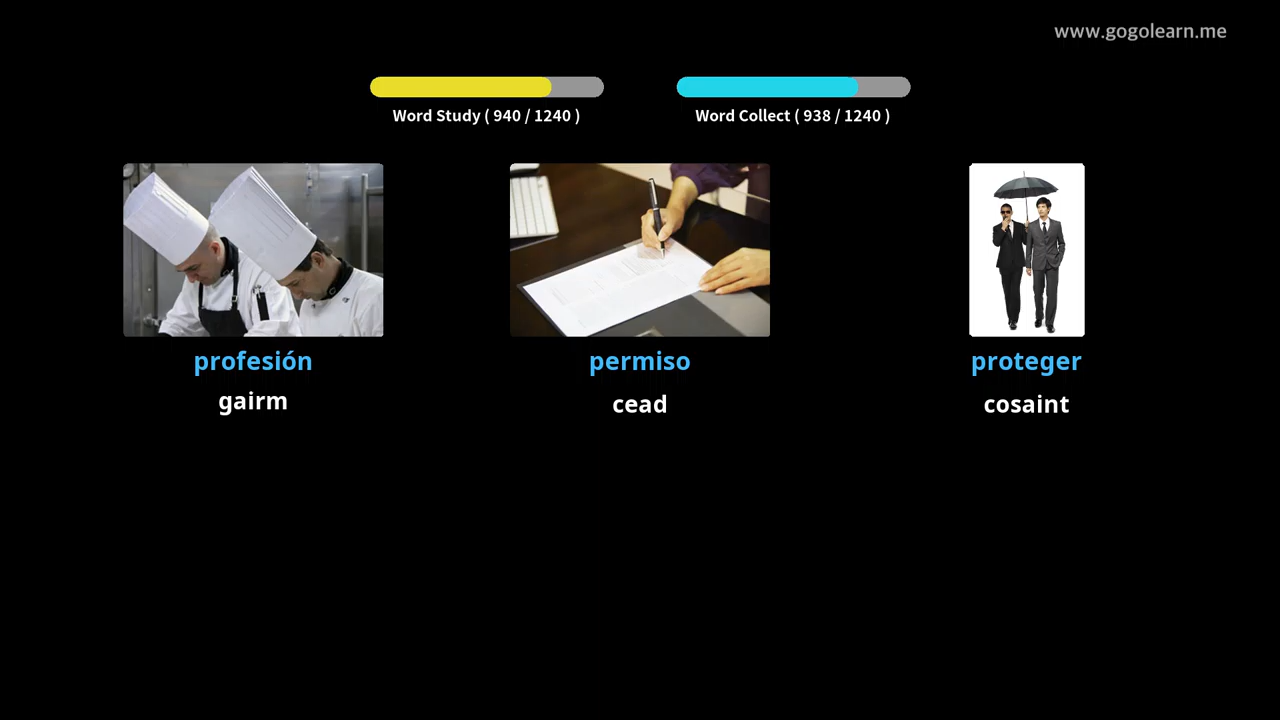 www.gogolearn.me
Word Study ( 940 / 1240 )
Word Collect ( 938 / 1240 )
profesión
permiso
proteger
gairm
cead
cosaint